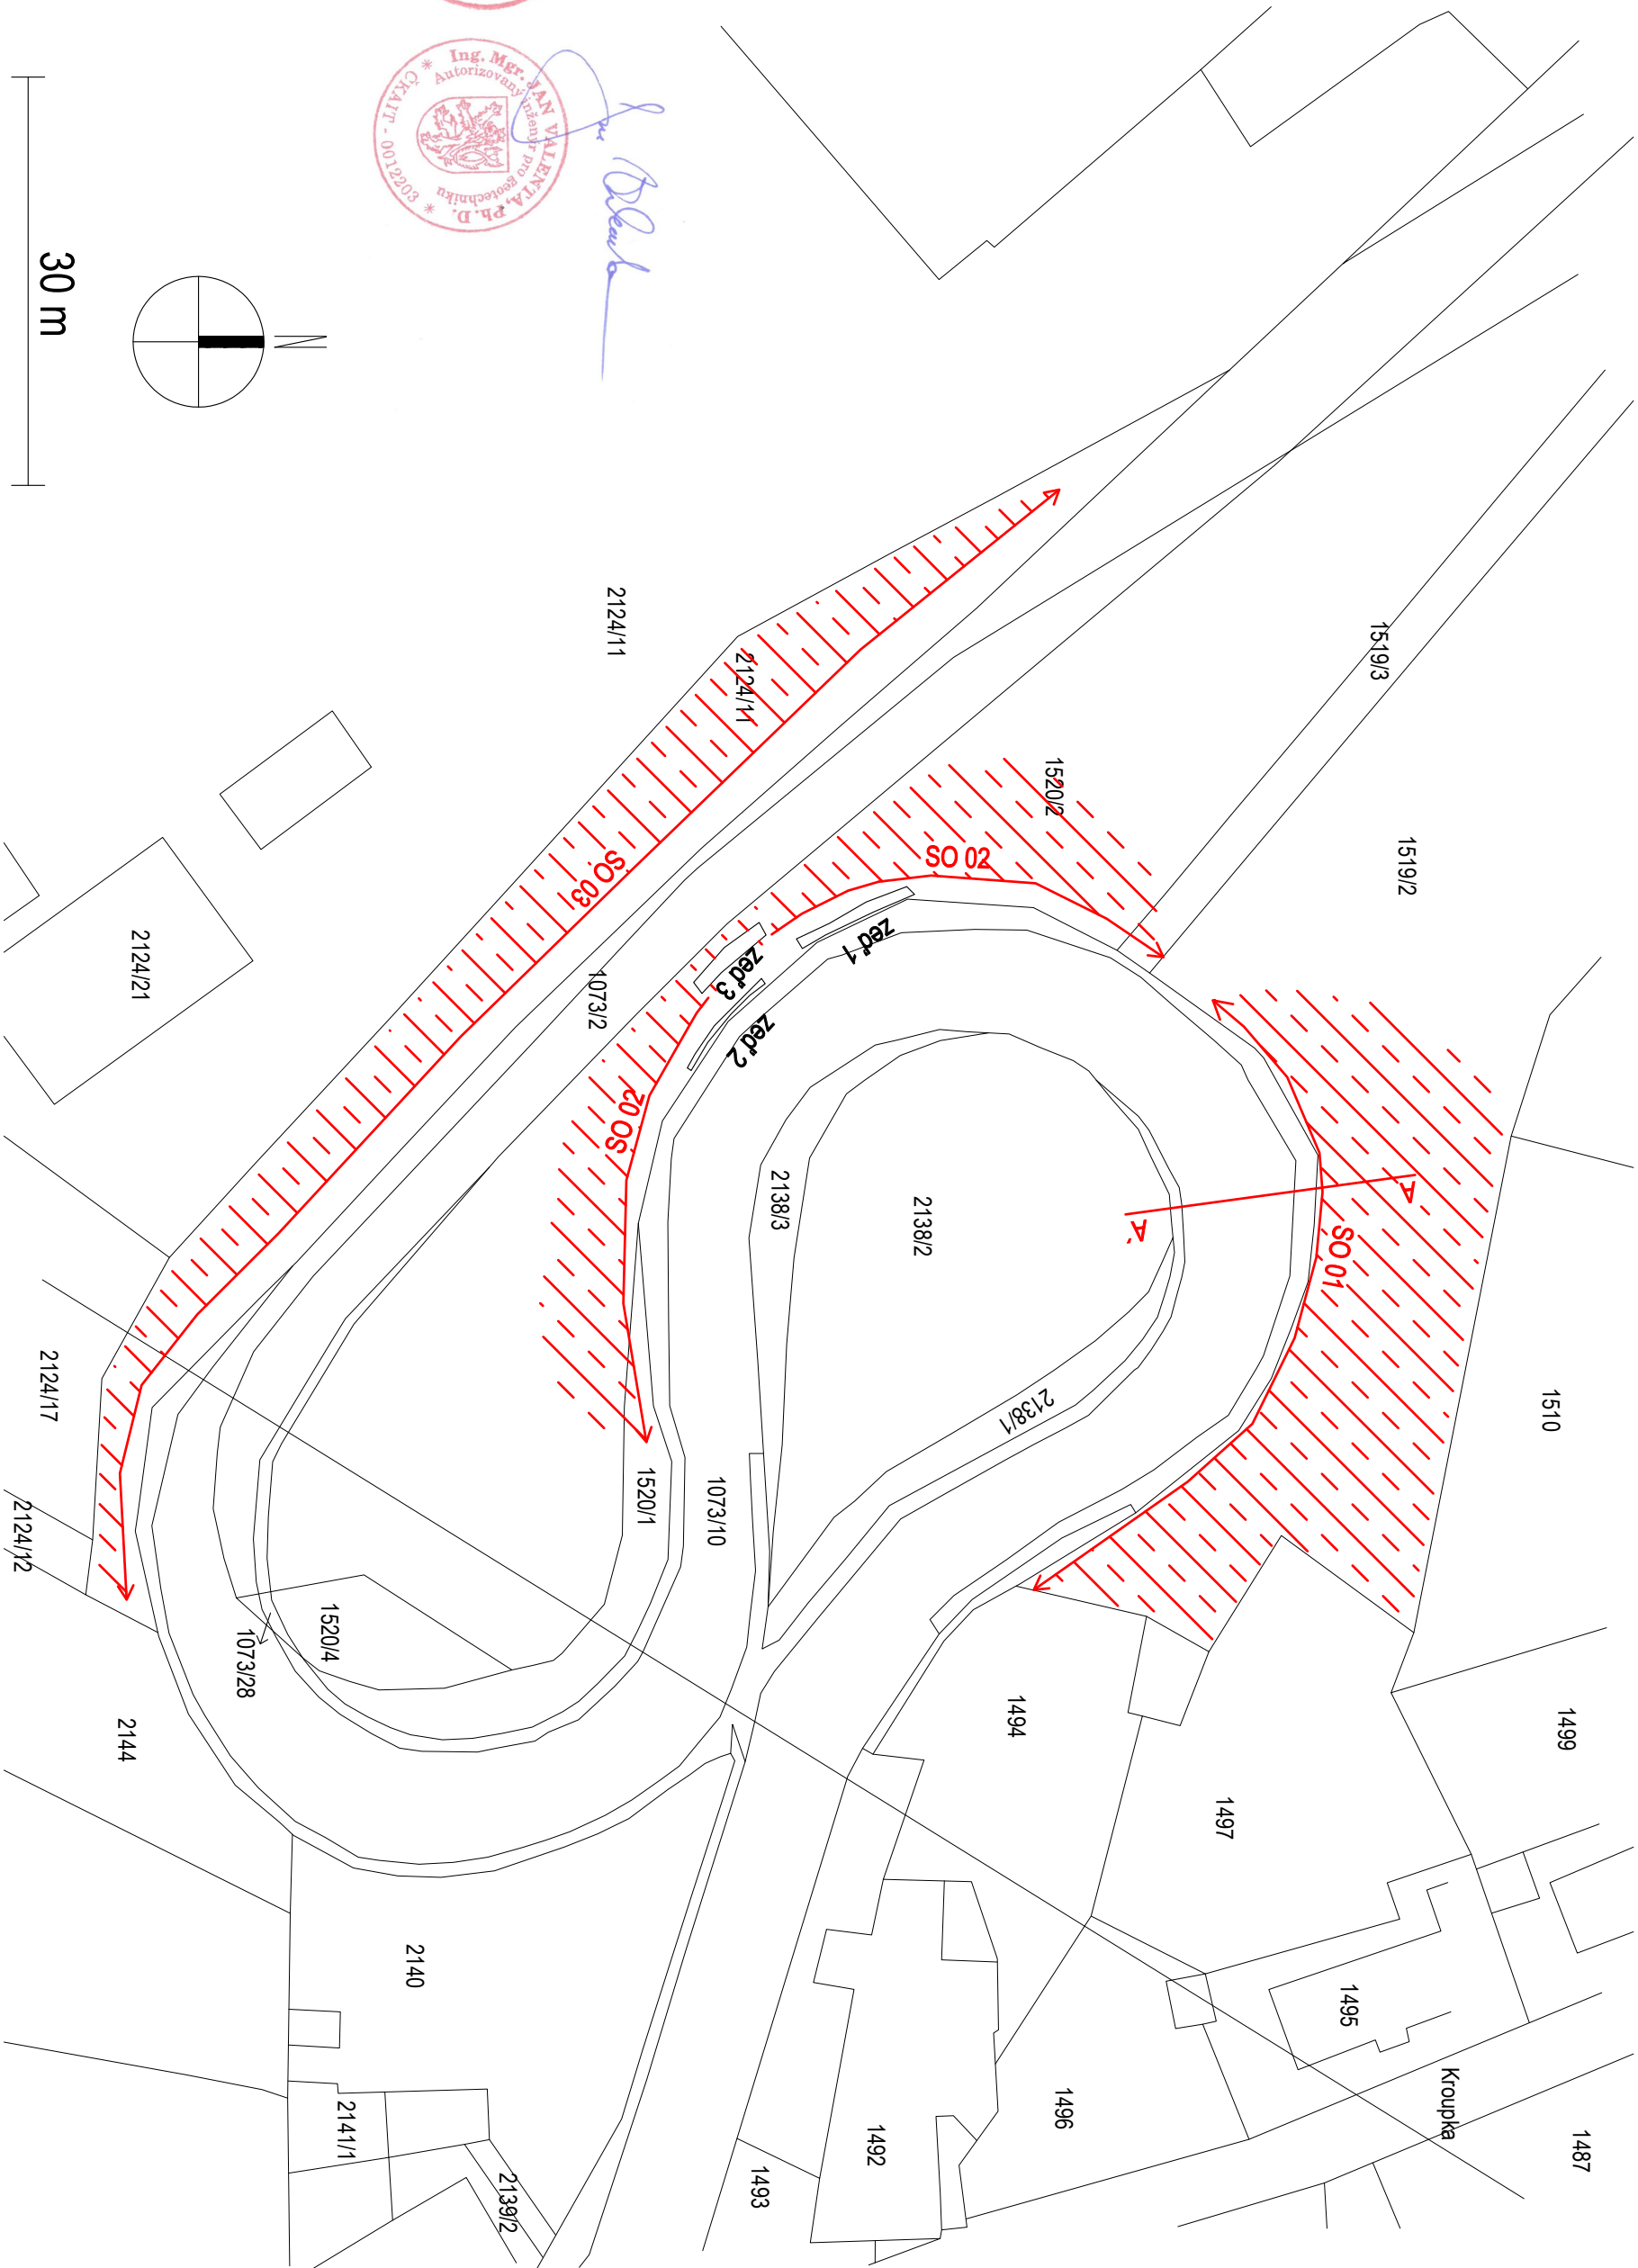 Ing. Mgr. JAN VALENTA, Ph.D.
Autorizovaný inženýr pro geotechniku
* ČKAIT - 0012203 *
30 m
N
2124/11
2124/11
1519/3
1520/2
1519/2
SO 02
SO 03
zeď 1
zeď 3
zeď 2
2124/21
1073/2
SO 02
2138/3
2138/2
A
A'
SO 01
2124/17
2138/1
1510
2124/12
1520/1
1073/10
1520/4
1073/28
2144
1494
1499
1497
2140
1495
Kroupka
2141/1
2139/2
1493
1492
1496
1487